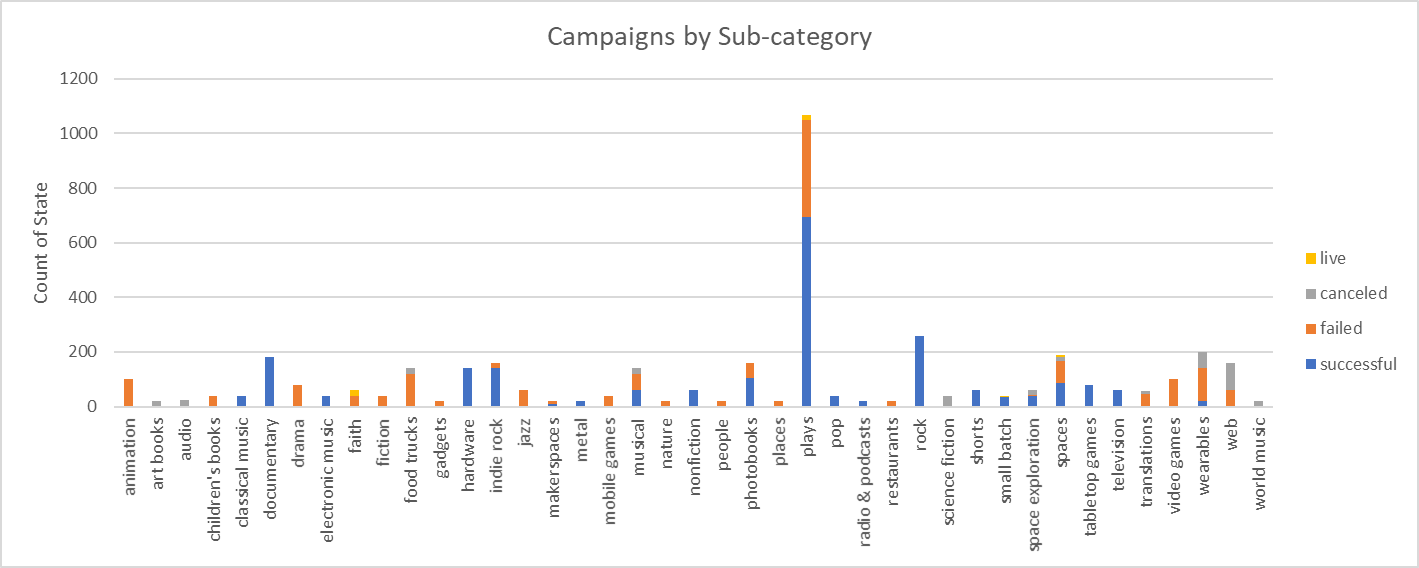 Campaigns by Sub-category
1200
1000
800
600
400
200
0
Count of State
animation
art books
audio
children's books
classical music
documentary
drama
electronic music
faith
fiction
food trucks
gadgets
hardware
indie rock
jazz
makerspaces
metal
mobile games
musical
nature
nonfiction
people
photobooks
places
plays
pop
radio & podcasts
restaurants
rock
science fiction
shorts
small batch
space exploration
spaces
tabletop games
television
translations
video games
wearables
web
world music
live
canceled
failed
successful